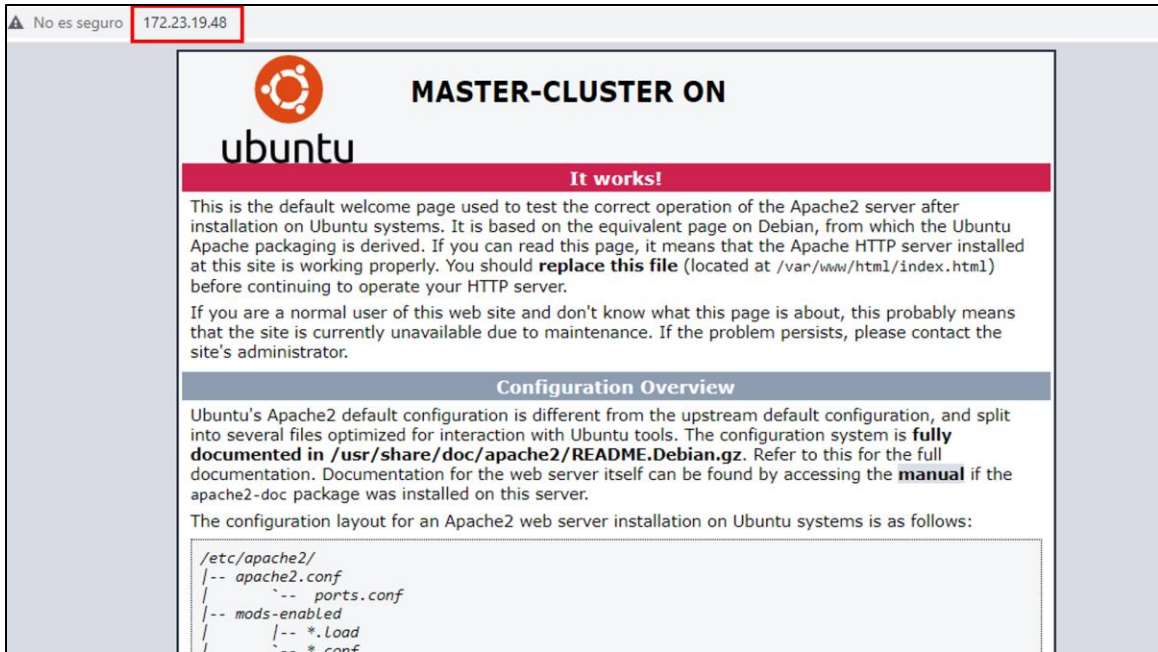 No es seguro 172.23.19.48
MASTER-CLUSTER ON
ubuntu
It works!
This is the default welcome page used to test the correct operation of the Apache2 server after
installation on Ubuntu systems. It is based on the equivalent page on Debian, from which the Ubuntu
Apache packaging is derived. If you can read this page, it means that the Apache HTTP server installed
at this site is working properly. You should replace this file (located at /var/www/html/index.html)
before continuing to operate your HTTP server.
If you are a normal user of this web site and don't know what this page is about, this probably means
that the site is currently unavailable due to maintenance. If the problem persists, please contact the
site's administrator.
Configuration Overview
Ubuntu's Apache2 default configuration is different from the upstream default configuration, and split
into several files optimized for interaction with Ubuntu tools. The configuration system is fully
documented in /usr/share/doc/apache2/README.Debian.gz. Refer to this for the full
documentation. Documentation for the web server itself can be found by accessing the manual if the
apache2-doc package was installed on this server.
The configuration layout for an Apache2 web server installation on Ubuntu systems is as follows:
/etc/apache2/
|-- apache2.conf
|       `--  ports.conf
|-- mods-enabled
|       |-- *.load
|       `-- *.conf